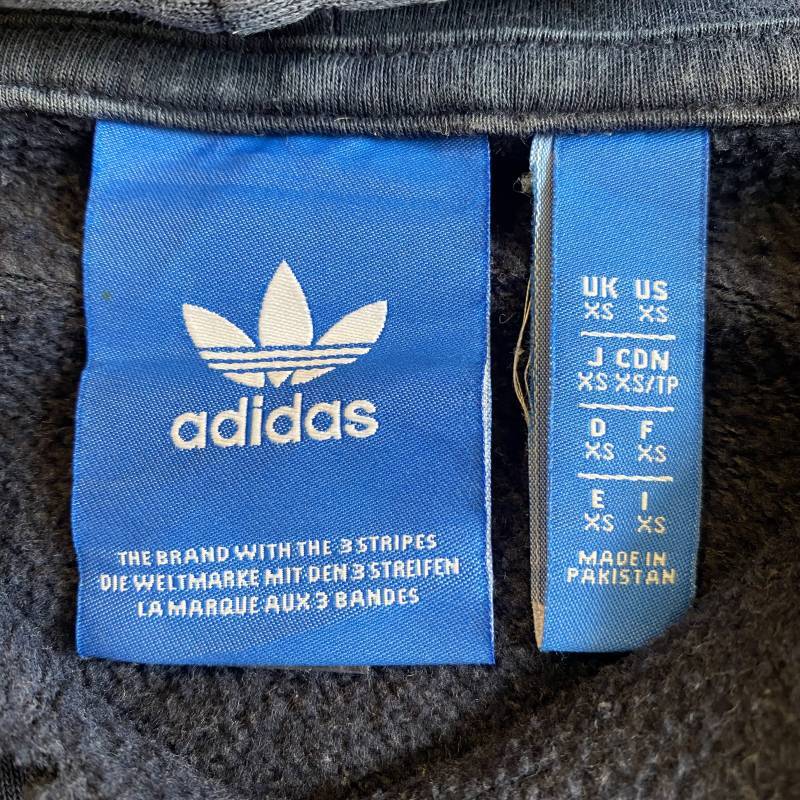 adidas
THE BRAND WITH THE 3 STRIPES
DIE WELTMARKE MIT DEN 3 STREIFEN
LA MARQUE AUX 3 BANDES
UK US
XS XS
J CDN
XS XS/TP
D F
XS XS
E I
XS XS
MADE IN
PAKISTAN